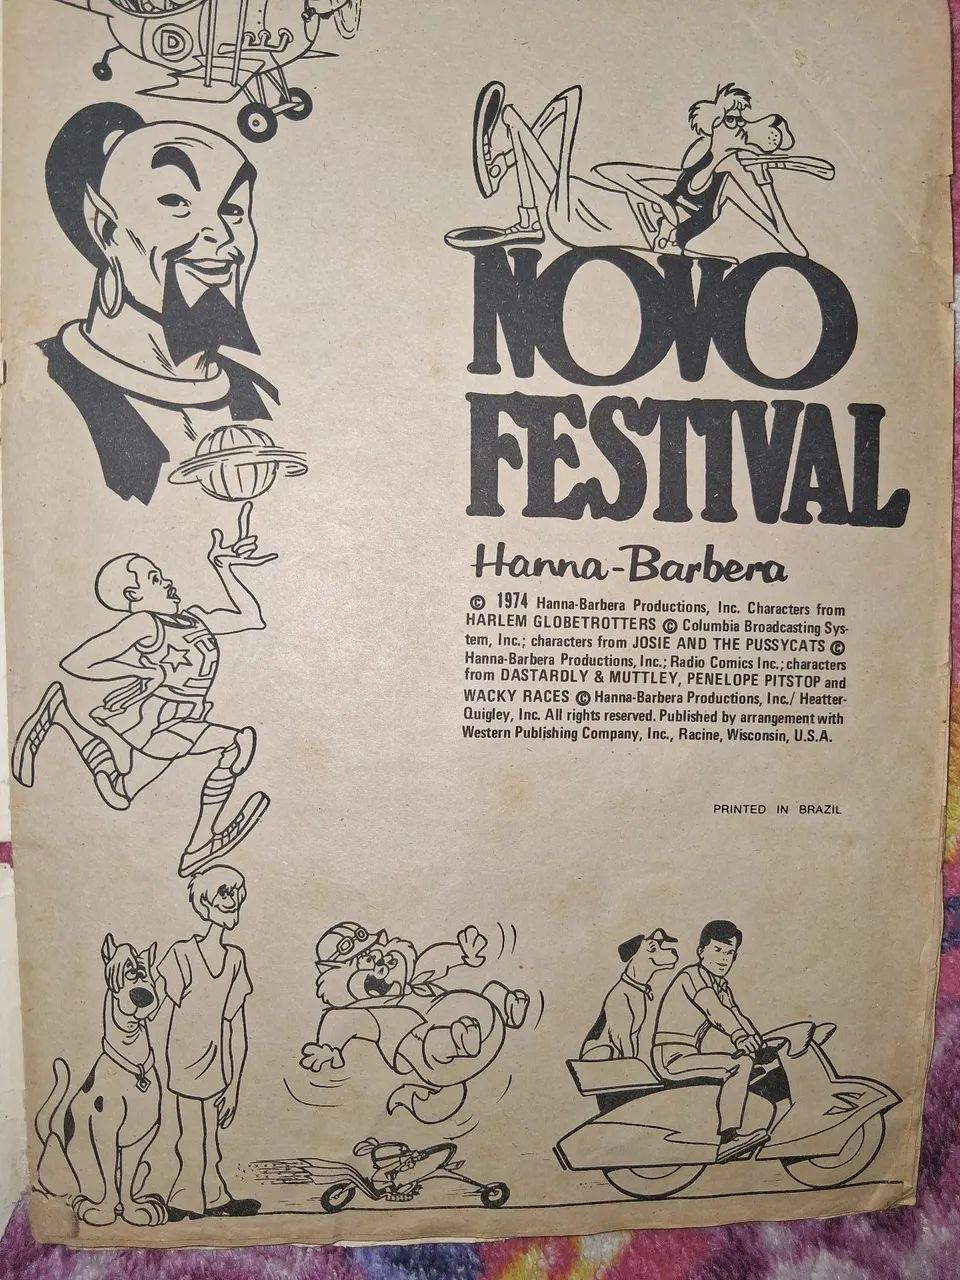 D
NOVO
FESTIVAL
Hanna-Barbera
© 1974 Hanna-Barbera Productions, Inc. Characters from
HARLEM GLOBETROTTERS © Columbia Broadcasting Sys-
tem, Inc.; characters from JOSIE AND THE PUSSYCATS ©
Hanna-Barbera Productions, Inc.; Radio Comics Inc.; characters
from DASTARDLY & MUTTLEY, PENELOPE PITSTOP and
WACKY RACES © Hanna-Barbera Productions, Inc./ Heatter-
Quigley, Inc. All rights reserved. Published by arrangement with
Western Publishing Company, Inc., Racine, Wisconsin, U.S.A.
PRINTED IN BRAZIL